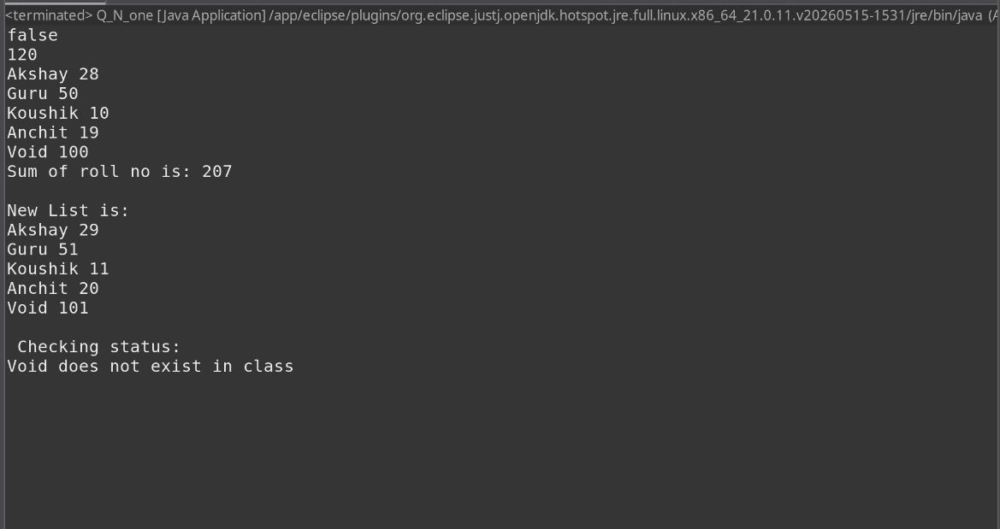 <terminated> Q_N_one [Java Application] /app/eclipse/plugins/org.eclipse.justj.openjdk.hotspot.jre.full.linux.x86_64_21.0.11.v20260515-1531/jre/bin/java (
false
120
Akshay 28
Guru 50
Koushik 10
Anchit 19
Void 100
Sum of roll no is: 207
New List is:
Akshay 29
Guru 51
Koushik 11
Anchit 20
Void 101
Checking status:
Void does not exist in class